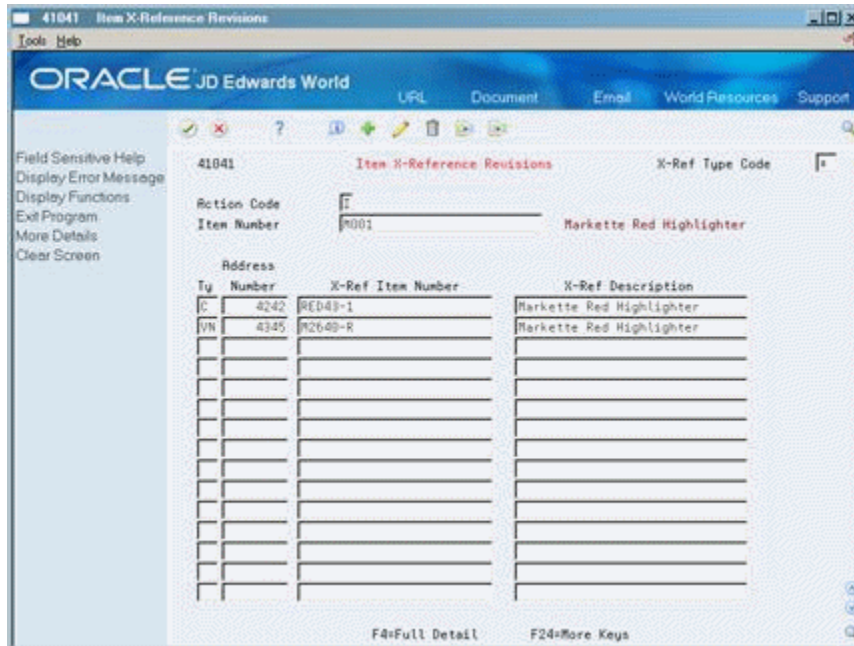 41041 Item X-Reference Revisions
Tools Help
ORACLE JD Edwards World
URL Document Email World Resources Support
Field Sensitive Help
Display Error Message
Display Functions
Exit Program
More Details
Clear Screen
41041 Item X-Reference Revisions X-Ref Type Code *
Action Code I
Item Number M001 Markette Red Highlighter
Address
Ty Number X-Ref Item Number X-Ref Description
C 4242 RED43-1 Markette Red Highlighter
VN 4345 M2640-R Markette Red Highlighter
F4=Full Detail F24=More Keys